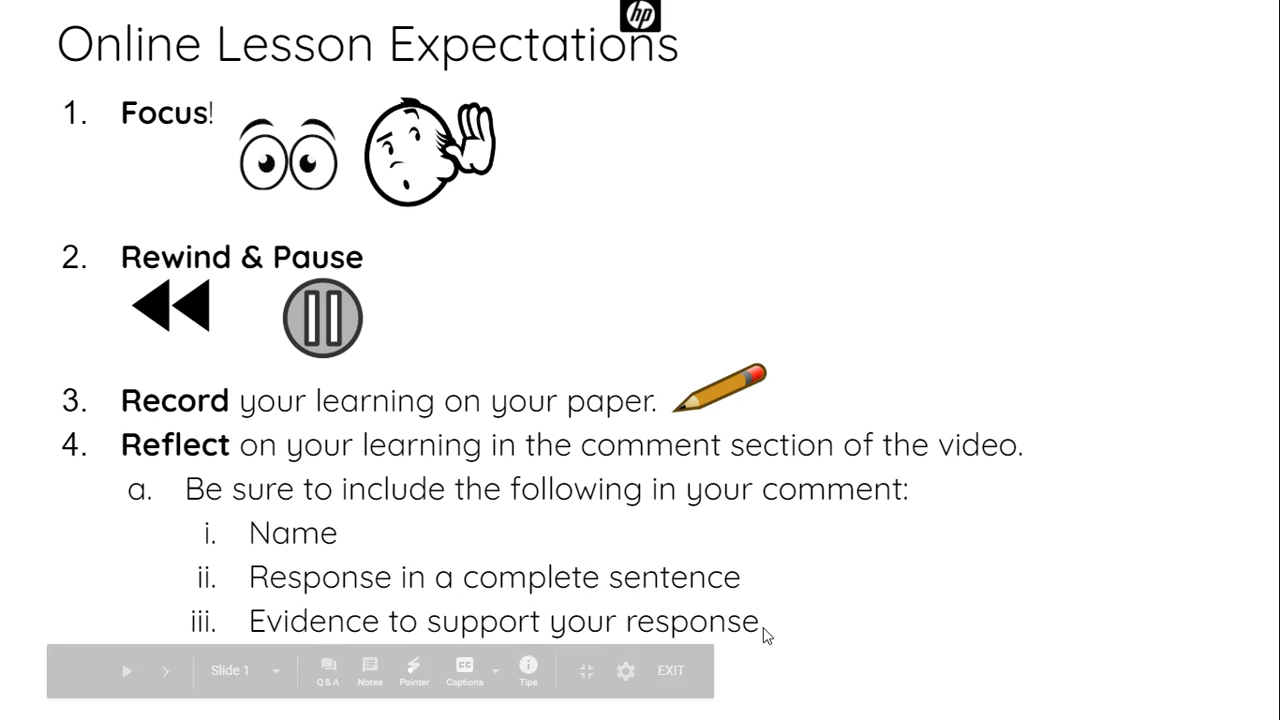 hp
Online Lesson Expectations
1. Focus!
2. Rewind & Pause
3. Record your learning on your paper.
4. Reflect on your learning in the comment section of the video.
a. Be sure to include the following in your comment:
i. Name
ii. Response in a complete sentence
iii. Evidence to support your response.
Slide 1 Q & A Notes Pointer CC Captions Tips EXIT